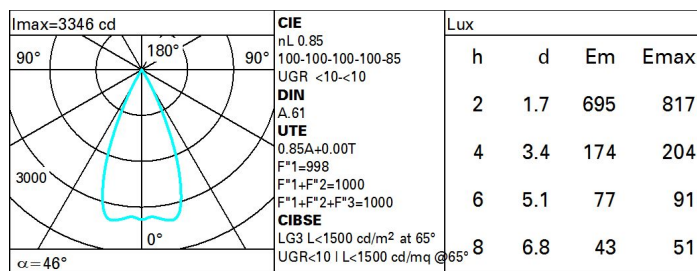 Imax=3346 cd
90°
180°
90°
3000
0°
α=46°
CIE
nL 0.85
100-100-100-100-85
UGR <10-<10
DIN
A.61
UTE
0.85A+0.00T
F"1=998
F"1+F"2=1000
F"1+F"2+F"3=1000
CIBSE
LG3 L<1500 cd/m² at 65°
UGR<10 | L<1500 cd/mq @65°
Lux
h d Em Emax
2 1.7 695 817
4 3.4 174 204
6 5.1 77 91
8 6.8 43 51